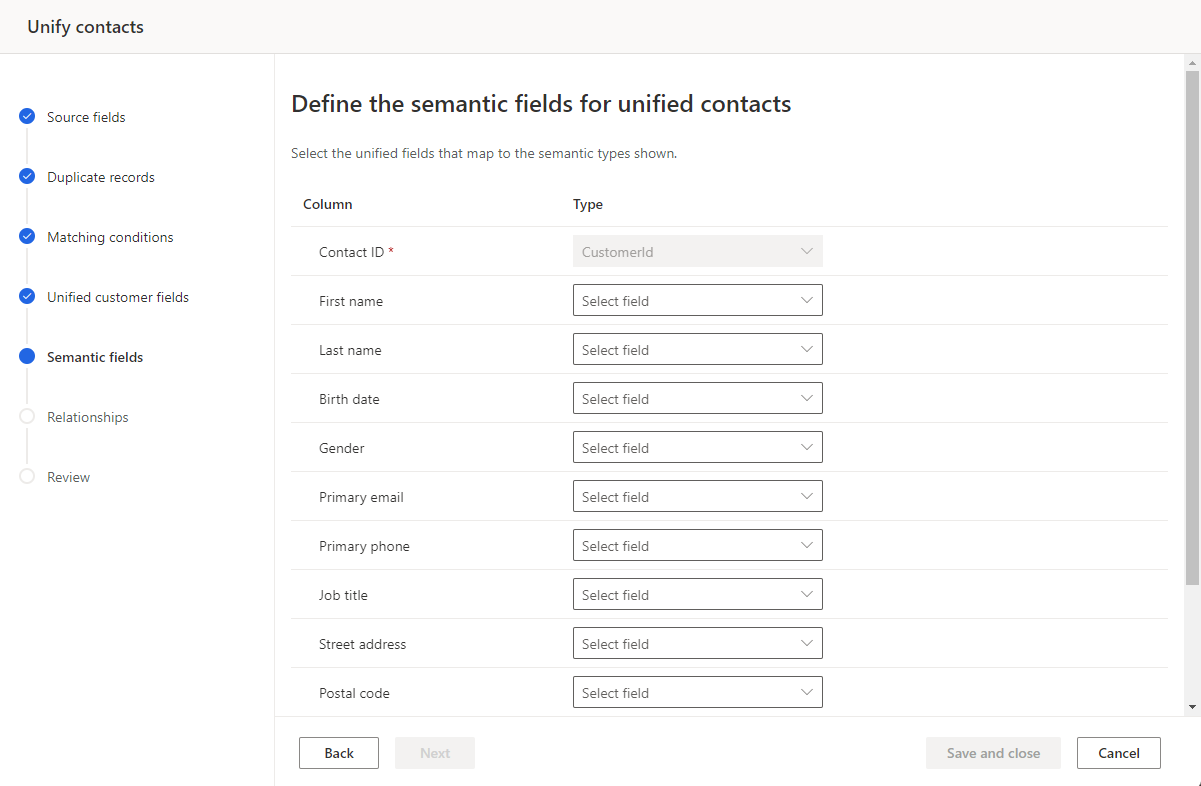 Unify contacts
Source fields
Duplicate records
Matching conditions
Unified customer fields
Semantic fields
Relationships
Review
Define the semantic fields for unified contacts
Select the unified fields that map to the semantic types shown.
Column Type
Contact ID * CustomerId
First name Select field
Last name Select field
Birth date Select field
Gender Select field
Primary email Select field
Primary phone Select field
Job title Select field
Street address Select field
Postal code Select field
Back Next Save and close Cancel